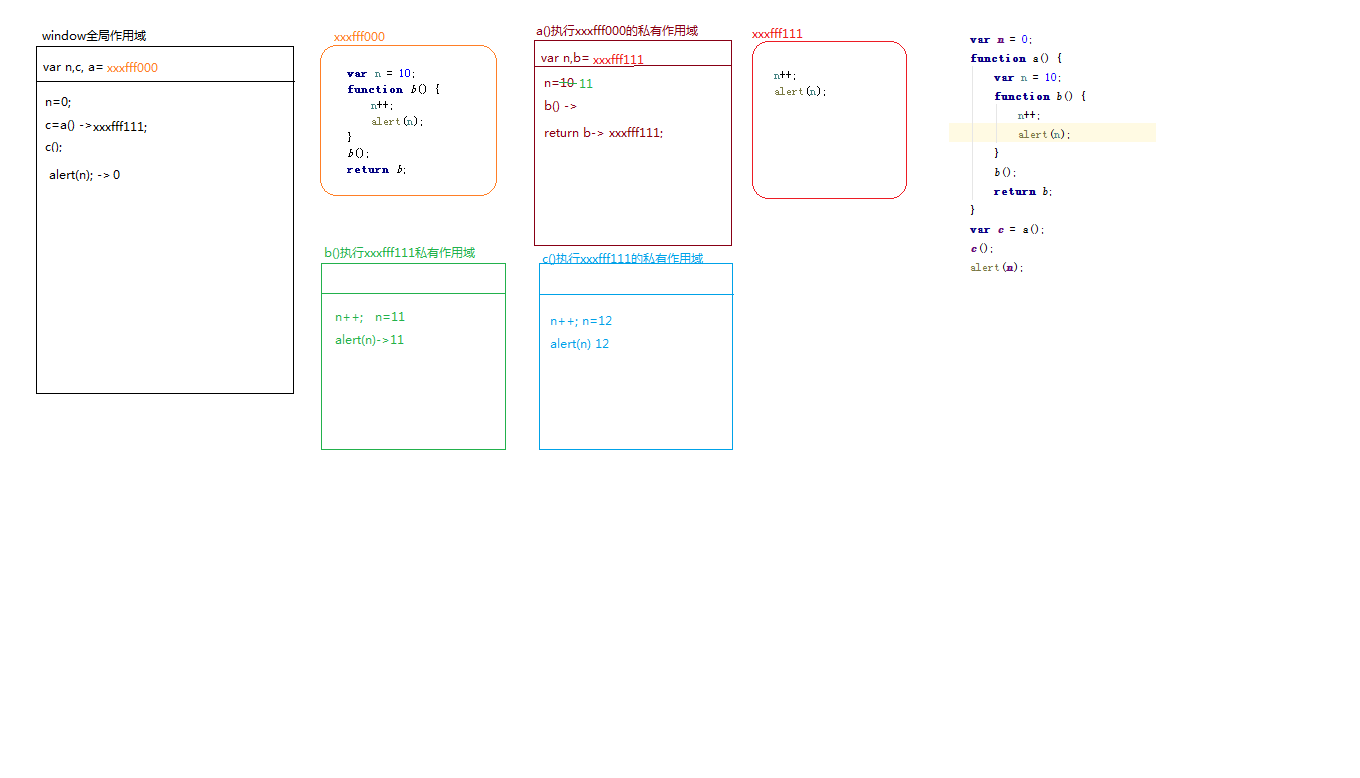 window全局作用域
var n,c, a= xxxfff000
n=0;
c=a() ->xxxfff111;
c();
alert(n); -> 0
xxxfff000
var n = 10;
function b() {
n++;
alert(n);
}
b();
return b;
a()执行xxxfff000的私有作用域
var n,b= xxxfff111
n=10 11
b() ->
return b-> xxxfff111;
xxxfff111
n++;
alert(n);
var n = 0;
function a() {
var n = 10;
function b() {
n++;
alert(n);
}
b();
return b;
}
var c = a();
c();
alert(n);
b()执行xxxfff111私有作用域
n++; n=11
alert(n)->11
c()执行xxxfff111的私有作用域
n++; n=12
alert(n) 12